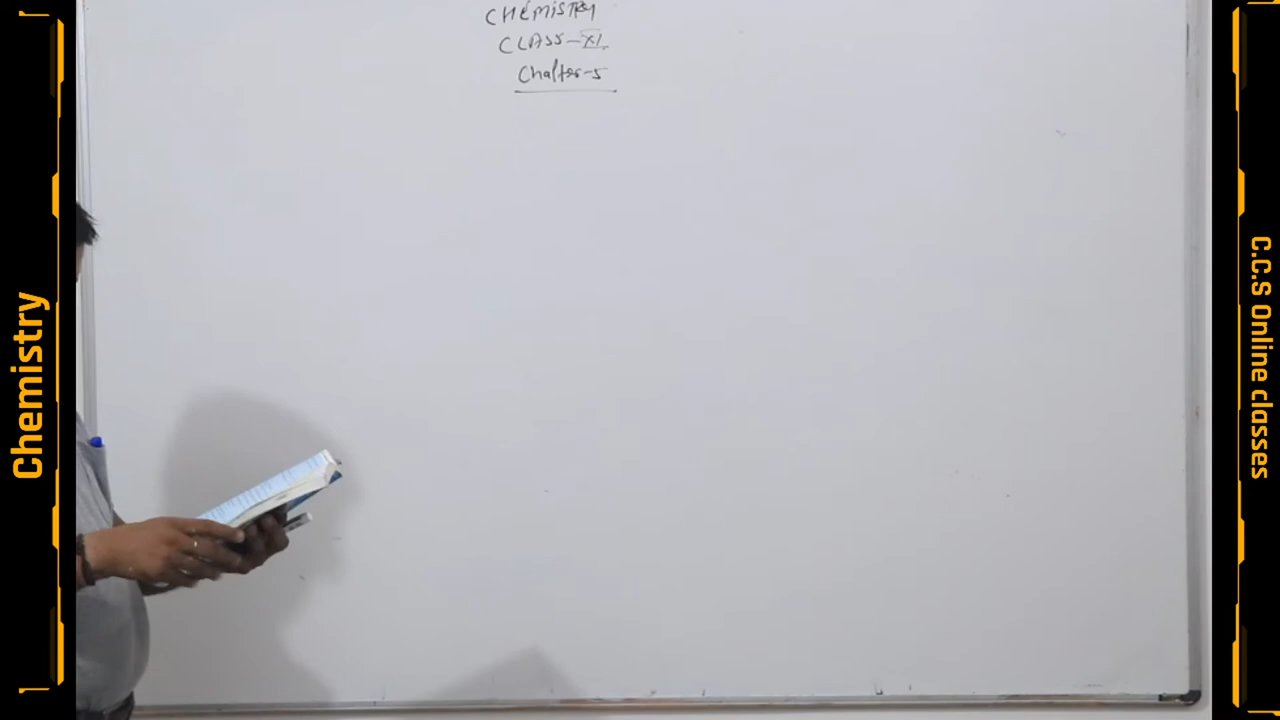 CHEMISTRY
CLASS-XI.
Chapter-5
Chemistry
C.C.S Online classes